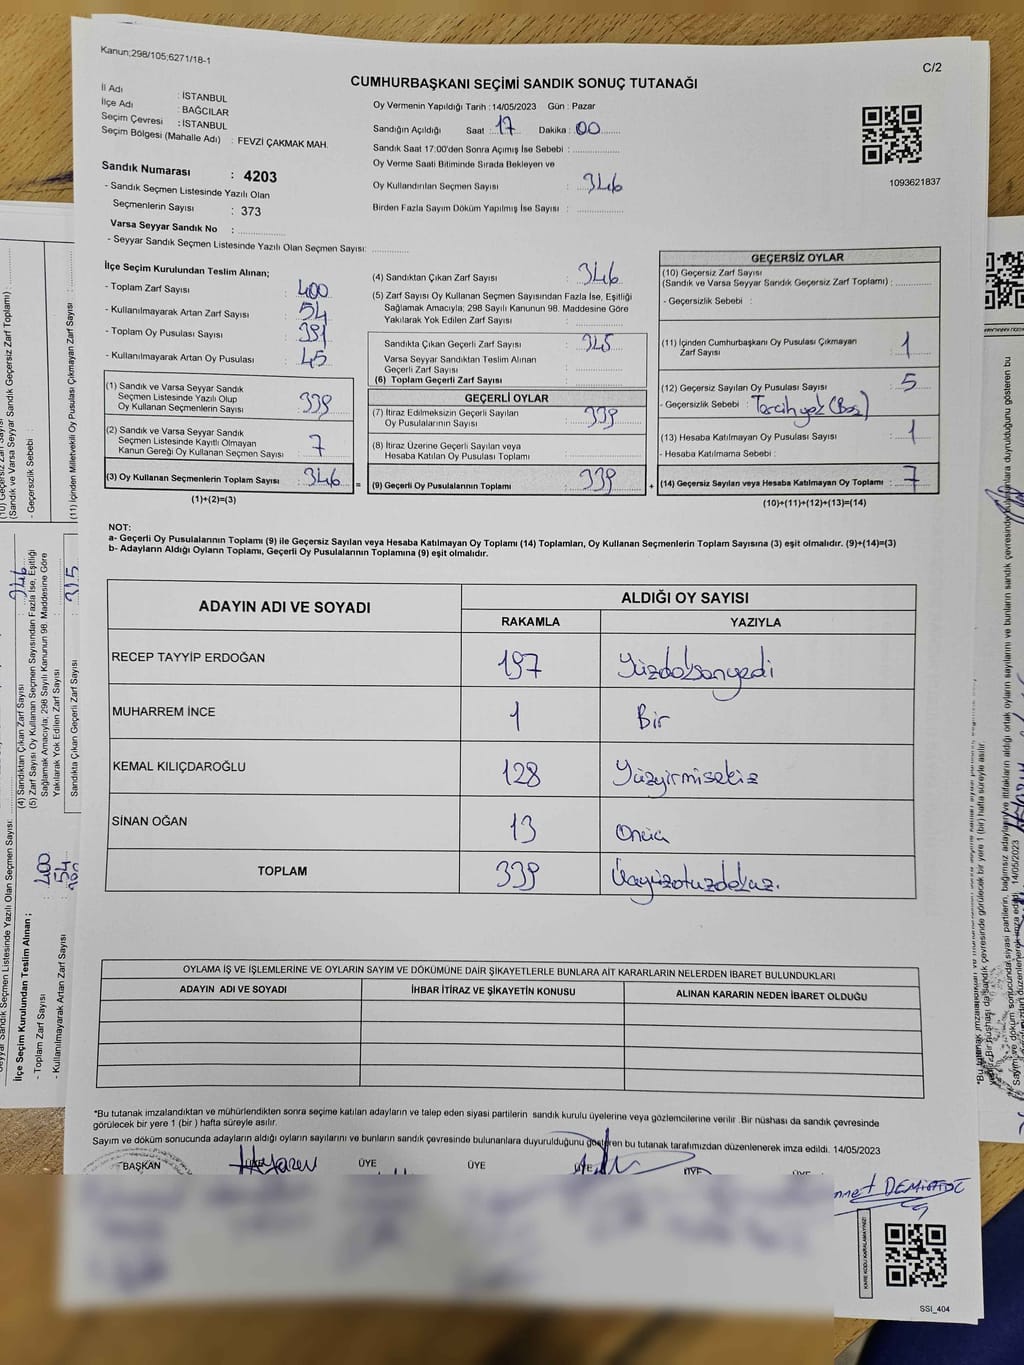 Kanun;298/105;6271/18-1
C/2
CUMHURBAŞKANI SEÇİMİ SANDIK SONUÇ TUTANAĞI
İl Adı : İSTANBUL
İlçe Adı : BAĞCILAR
Seçim Çevresi : İSTANBUL
Seçim Bölgesi (Mahalle Adı) : FEVZİ ÇAKMAK MAH.
Oy Vermenin Yapıldığı Tarih :14/05/2023 Gün : Pazar
Sandığın Açıldığı Saat : 17 Dakika : 00
Sandık Saat 17:00'den Sonra Açımış İse Sebebi :
Oy Verme Saati Bitiminde Sırada Bekleyen ve
Oy Kullandırılan Seçmen Sayısı : 346
Birden Fazla Sayım Döküm Yapılmış İse Sayısı :
1093621837
Sandık Numarası : 4203
- Sandık Seçmen Listesinde Yazılı Olan
Seçmenlerin Sayısı : 373
Varsa Seyyar Sandık No :
- Seyyar Sandık Seçmen Listesinde Yazılı Olan Seçmen Sayısı:
İlçe Seçim Kurulundan Teslim Alınan;
- Toplam Zarf Sayısı : 400
- Kullanılmayarak Artan Zarf Sayısı : 54
- Toplam Oy Pusulası Sayısı : 391
- Kullanılmayarak Artan Oy Pusulası : 45
(1) Sandık ve Varsa Seyyar Sandık
Seçmen Listesinde Yazılı Olup
Oy Kullanan Seçmenlerin Sayısı : 339
(2) Sandık ve Varsa Seyyar Sandık
Seçmen Listesinde Kayıtlı Olmayan
Kanun Gereği Oy Kullanan Seçmen Sayısı : 7
(3) Oy Kullanan Seçmenlerin Toplam Sayısı : 346
(1)+(2)=(3)
(4) Sandıktan Çıkan Zarf Sayısı : 346
(5) Zarf Sayısı Oy Kullanan Seçmen Sayısından Fazla İse, Eşitliği
Sağlamak Amacıyla; 298 Sayılı Kanunun 98. Maddesine Göre
Yakılarak Yok Edilen Zarf Sayısı :
Sandıkta Çıkan Geçerli Zarf Sayısı : 345
Varsa Seyyar Sandıktan Teslim Alınan
Geçerli Zarf Sayısı :
(6) Toplam Geçerli Zarf Sayısı :
GEÇERLİ OYLAR
(7) İtiraz Edilmeksizin Geçerli Sayılan
Oy Pusulalarının Sayısı : 339
(8) İtiraz Üzerine Geçerli Sayılan veya
Hesaba Katılan Oy Pusulası Toplamı :
(9) Geçerli Oy Pusulalarının Toplamı : 339
GEÇERSİZ OYLAR
(10) Geçersiz Zarf Sayısı
(Sandık ve Varsa Seyyar Sandık Geçersiz Zarf Toplamı) :
- Geçersizlik Sebebi :
(11) İçinden Cumhurbaşkanı Oy Pusulası Çıkmayan
Zarf Sayısı : 1
(12) Geçersiz Sayılan Oy Pusulası Sayısı : 5
- Geçersizlik Sebebi : Tercih yok (Boş)
(13) Hesaba Katılmayan Oy Pusulası Sayısı : 1
- Hesaba Katılmama Sebebi :
(14) Geçersiz Sayılan veya Hesaba Katılmayan Oy Toplamı : 7
(10)+(11)+(12)+(13)=(14)
NOT:
a- Geçerli Oy Pusulalarının Toplamı (9) ile Geçersiz Sayılan veya Hesaba Katılmayan Oy Toplamı (14) Toplamları, Oy Kullanan Seçmenlerin Toplam Sayısına (3) eşit olmalıdır. (9)+(14)=(3)
b- Adayların Aldığı Oyların Toplamı, Geçerli Oy Pusulalarının Toplamına (9) eşit olmalıdır.
ADAYIN ADI VE SOYADI
ALDIĞI OY SAYISI
RAKAMLA YAZIYLA
RECEP TAYYİP ERDOĞAN 197 Yüzdoksanyedi
MUHARREM İNCE 1 Bir
KEMAL KILIÇDAROĞLU 128 Yüzyirmisekiz
SİNAN OĞAN 13 Onüç
TOPLAM 339 Üçyüzotuzdokuz.
OYLAMA İŞ VE İŞLEMLERİNE VE OYLARIN SAYIM VE DÖKÜMÜNE DAİR ŞİKAYETLERLE BUNLARA AİT KARARLARIN NELERDEN İBARET BULUNDUKLARI
ADAYIN ADI VE SOYADI İHBAR İTİRAZ VE ŞİKAYETİN KONUSU ALINAN KARARIN NEDEN İBARET OLDUĞU
*Bu tutanak imzalandıktan ve mühürlendikten sonra seçime katılan adayların ve talep eden siyasi partilerin sandık kurulu üyelerine veya gözlemcilerine verilir .Bir nüshası da sandık çevresinde
görülecek bir yere 1 (bir ) hafta süreyle asılır.
Sayım ve döküm sonucunda adayların aldığı oyların sayılarını ve bunların sandık çevresinde bulunanlara duyurulduğunu gösteren bu tutanak tarafımızdan düzenlenerek imza edildi. 14/05/2023
BAŞKAN ÜYE ÜYE ÜYE ÜYE ÜYE
KARE KODU KARALAMAYINIZ!
SSI_404